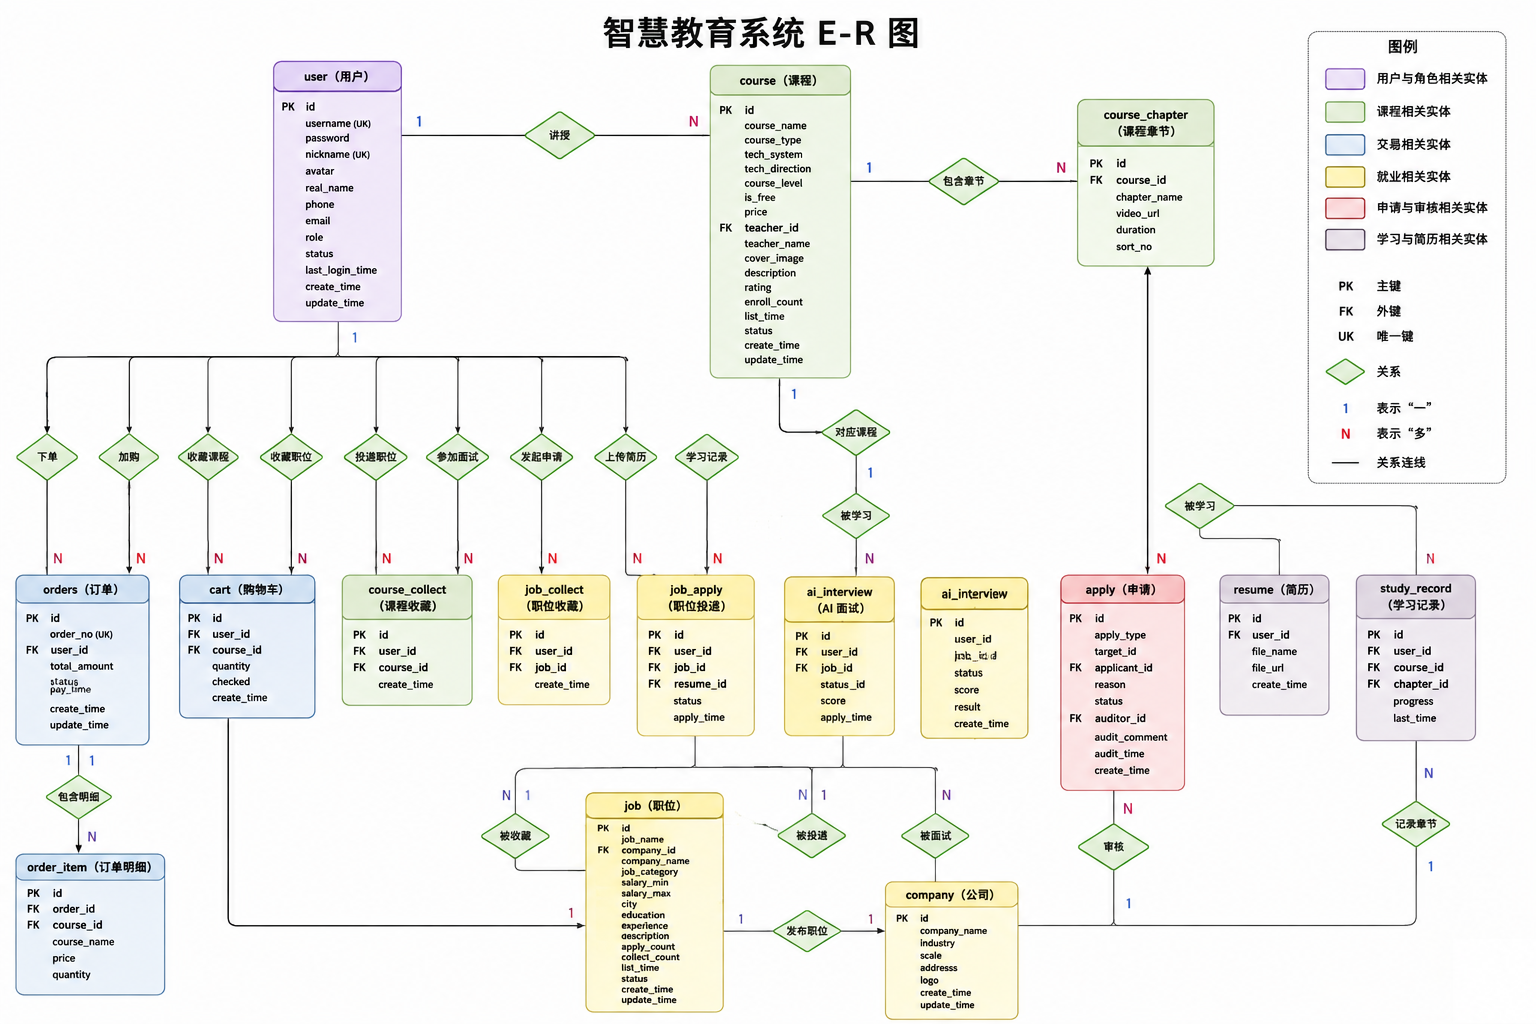 智慧教育系统 E-R 图
user（用户）
PK id
username (UK)
password
nickname (UK)
avatar
real_name
phone
email
role
status
last_login_time
create_time
update_time
1
讲授
N
course（课程）
PK id
course_name
course_type
tech_system
tech_direction
course_level
is_free
price
FK teacher_id
teacher_name
cover_image
description
rating
enroll_count
list_time
status
create_time
update_time
1
包含章节
N
course_chapter
（课程章节）
PK id
FK course_id
chapter_name
video_url
duration
sort_no
图例
用户与角色相关实体
课程相关实体
交易相关实体
就业相关实体
申请与审核相关实体
学习与简历相关实体
PK 主键
FK 外键
UK 唯一键
关系
1 表示“一”
N 表示“多”
关系连线
1
下单
加购
收藏课程
收藏职位
投递职位
参加面试
发起申请
上传简历
学习记录
1
对应课程
1
被学习
N
被学习
N
N
N
N
N
N
N
N
N
N
N
orders（订单）
PK id
order_no (UK)
FK user_id
total_amount
status
pay_time
create_time
update_time
cart（购物车）
PK id
FK user_id
FK course_id
quantity
checked
create_time
course_collect
（课程收藏）
PK id
FK user_id
FK course_id
create_time
job_collect
（职位收藏）
PK id
FK user_id
FK job_id
create_time
job_apply
（职位投递）
PK id
FK user_id
FK job_id
FK resume_id
status
apply_time
ai_interview
（AI 面试）
PK id
FK user_id
FK job_id
status_id
score
apply_time
ai_interview
PK id
user_id
status
score
result
create_time
apply（申请）
PK id
apply_type
target_id
FK applicant_id
reason
status
FK auditor_id
audit_comment
audit_time
create_time
resume（简历）
PK id
FK user_id
file_name
file_url
create_time
study_record
（学习记录）
PK id
FK user_id
FK course_id
FK chapter_id
progress
last_time
1 1
包含明细
N
order_item（订单明细）
PK id
FK order_id
FK course_id
course_name
price
quantity
N 1
被收藏
1
job（职位）
PK id
job_name
FK company_id
company_name
job_category
salary_min
salary_max
city
education
experience
description
apply_count
collect_count
list_time
status
create_time
update_time
N 1
被投递
N
被面试
1
发布职位
1
company（公司）
PK id
company_name
industry
scale
addresss
logo
create_time
update_time
N
审核
1
N
记录章节
1